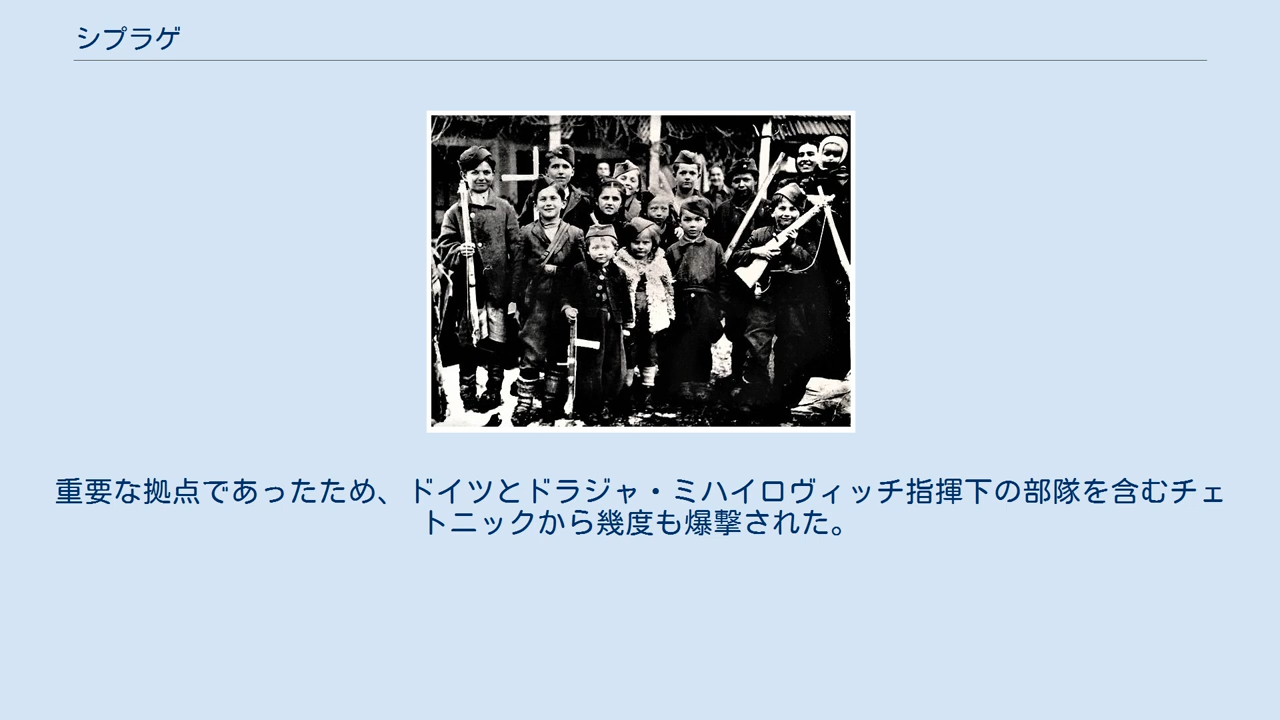 シプラゲ
重要な拠点であったため、ドイツとドラジャ・ミハイロヴィッチ指揮下の部隊を含むチェ
トニックから幾度も爆撃された。